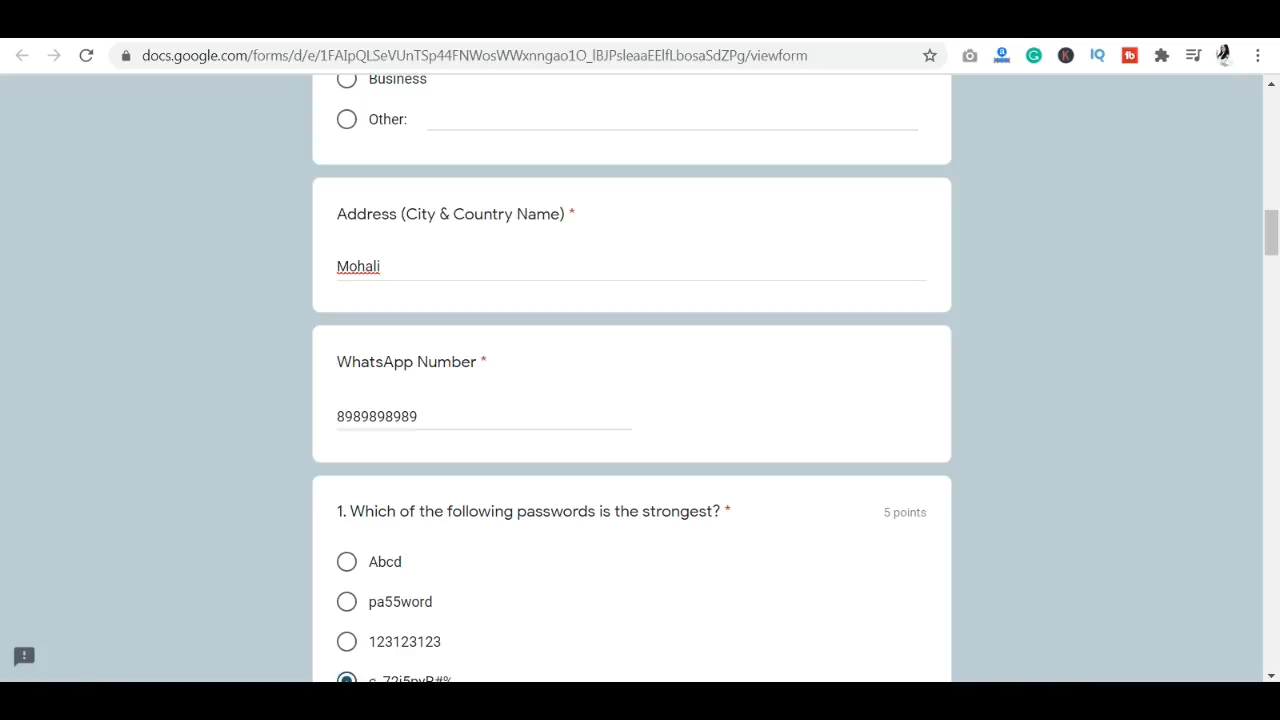 docs.google.com/forms/d/e/1FAIpQLSeVUnTSp44FNWosWWxnngao1O_lBJPsleaaEElfLbosaSdZPg/viewform
Business
Other:
Address (City & Country Name) *
Mohali
WhatsApp Number *
8989898989
1. Which of the following passwords is the strongest? *
5 points
Abcd
pa55word
123123123